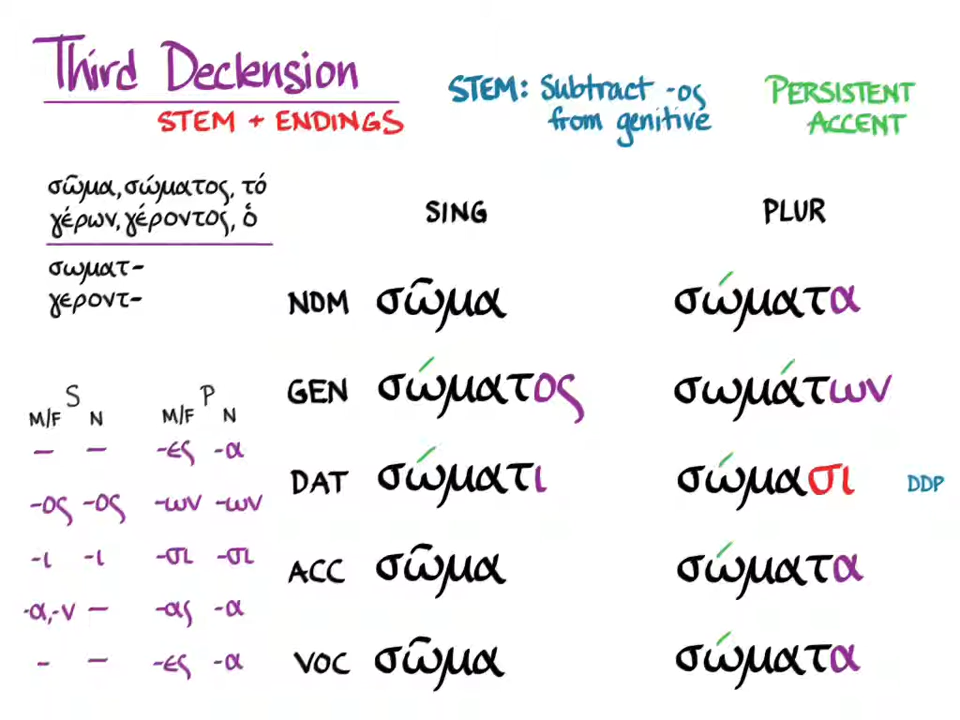 Third Declension
STEM + ENDINGS
STEM: Subtract -ος
from genitive
PERSISTENT
ACCENT
σῶμα, σώματος, τό
γέρων, γέροντος, ὁ
σωματ-
γεροντ-
S P
M/F N M/F N
– – -ες -α
-ος -ος -ων -ων
-ι -ι -σι -σι
-α,-ν – -ας -α
- – -ες -α
SING PLUR
NOM σῶμα σώματα
GEN σώματος σωμάτων
DAT σώματι σώμασι DDP
ACC σῶμα σώματα
VOC σῶμα σώματα